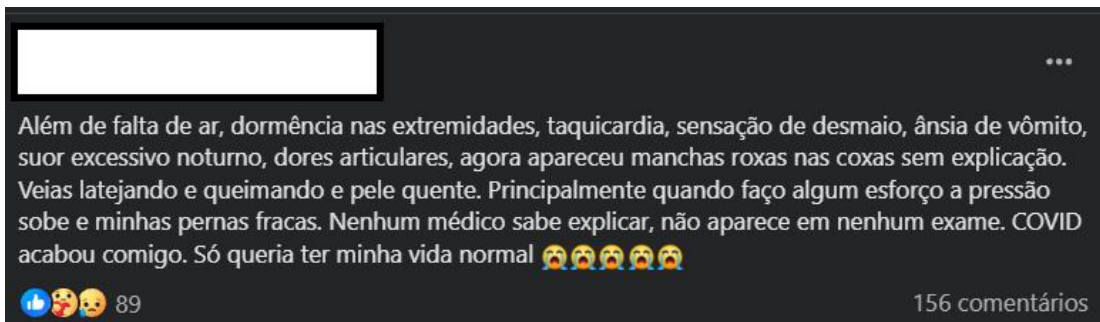 Além de falta de ar, dormência nas extremidades, taquicardia, sensação de desmaio, ânsia de vômito,
suor excessivo noturno, dores articulares, agora apareceu manchas roxas nas coxas sem explicação.
Veias latejando e queimando e pele quente. Principalmente quando faço algum esforço a pressão
sobe e minhas pernas fracas. Nenhum médico sabe explicar, não aparece em nenhum exame. COVID
acabou comigo. Só queria ter minha vida normal 😭😭😭😭😭
89
156 comentários